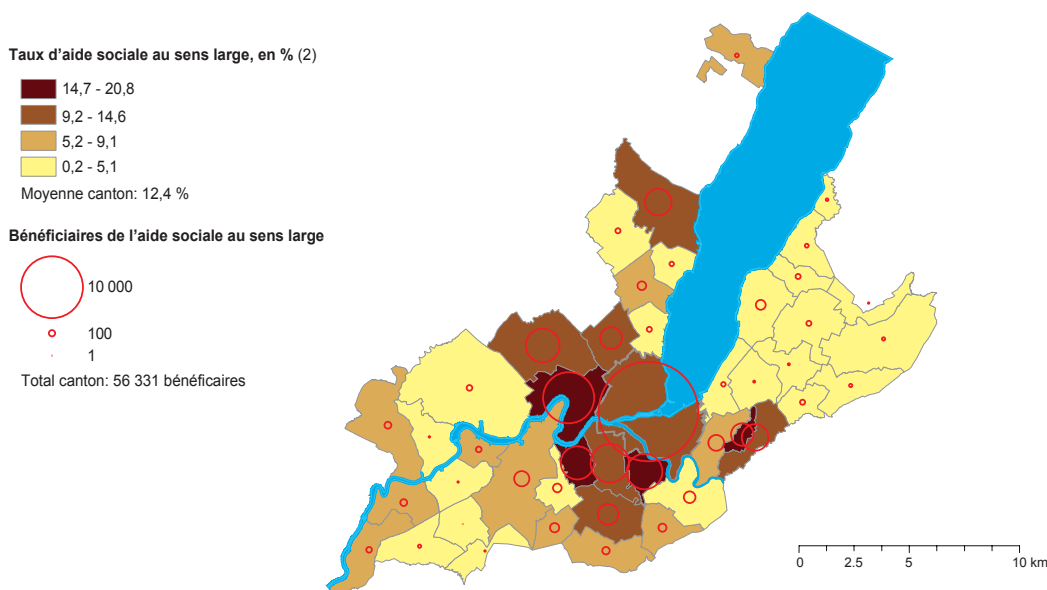 Taux d'aide sociale au sens large, en % (2)
14,7 - 20,8
9,2 - 14,6
5,2 - 9,1
0,2 - 5,1
Moyenne canton: 12,4 %
Bénéficiaires de l'aide sociale au sens large
10 000
100
1
Total canton: 56 331 bénéficaires
0 2.5 5 10 km